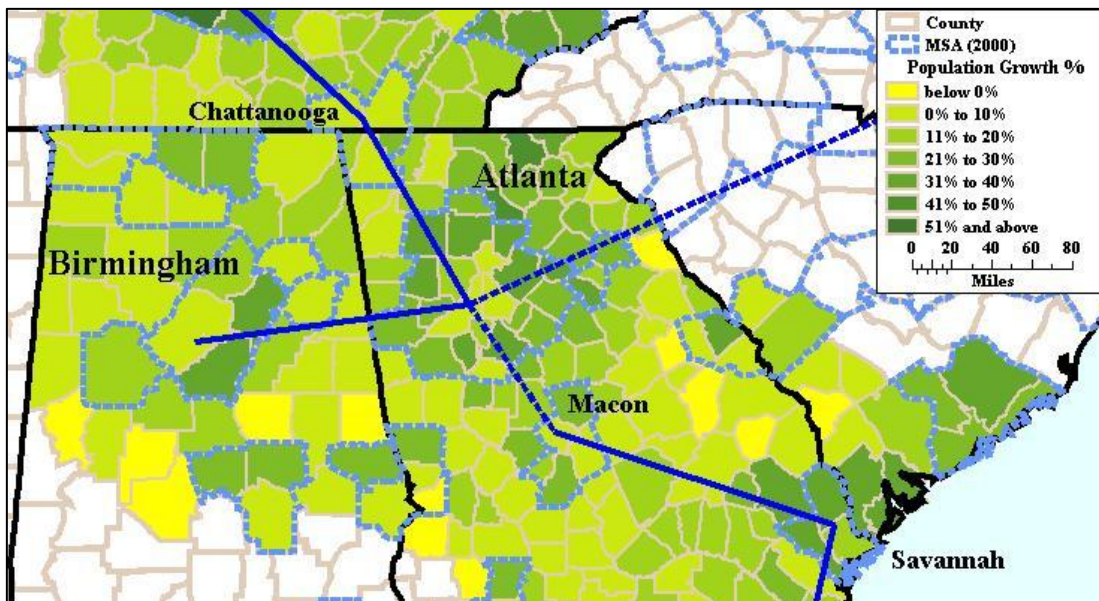 County
MSA (2000)
Population Growth %
below 0%
0% to 10%
11% to 20%
21% to 30%
31% to 40%
41% to 50%
51% and above
0 20 40 60 80
Miles
Chattanooga
Atlanta
Birmingham
Macon
Savannah